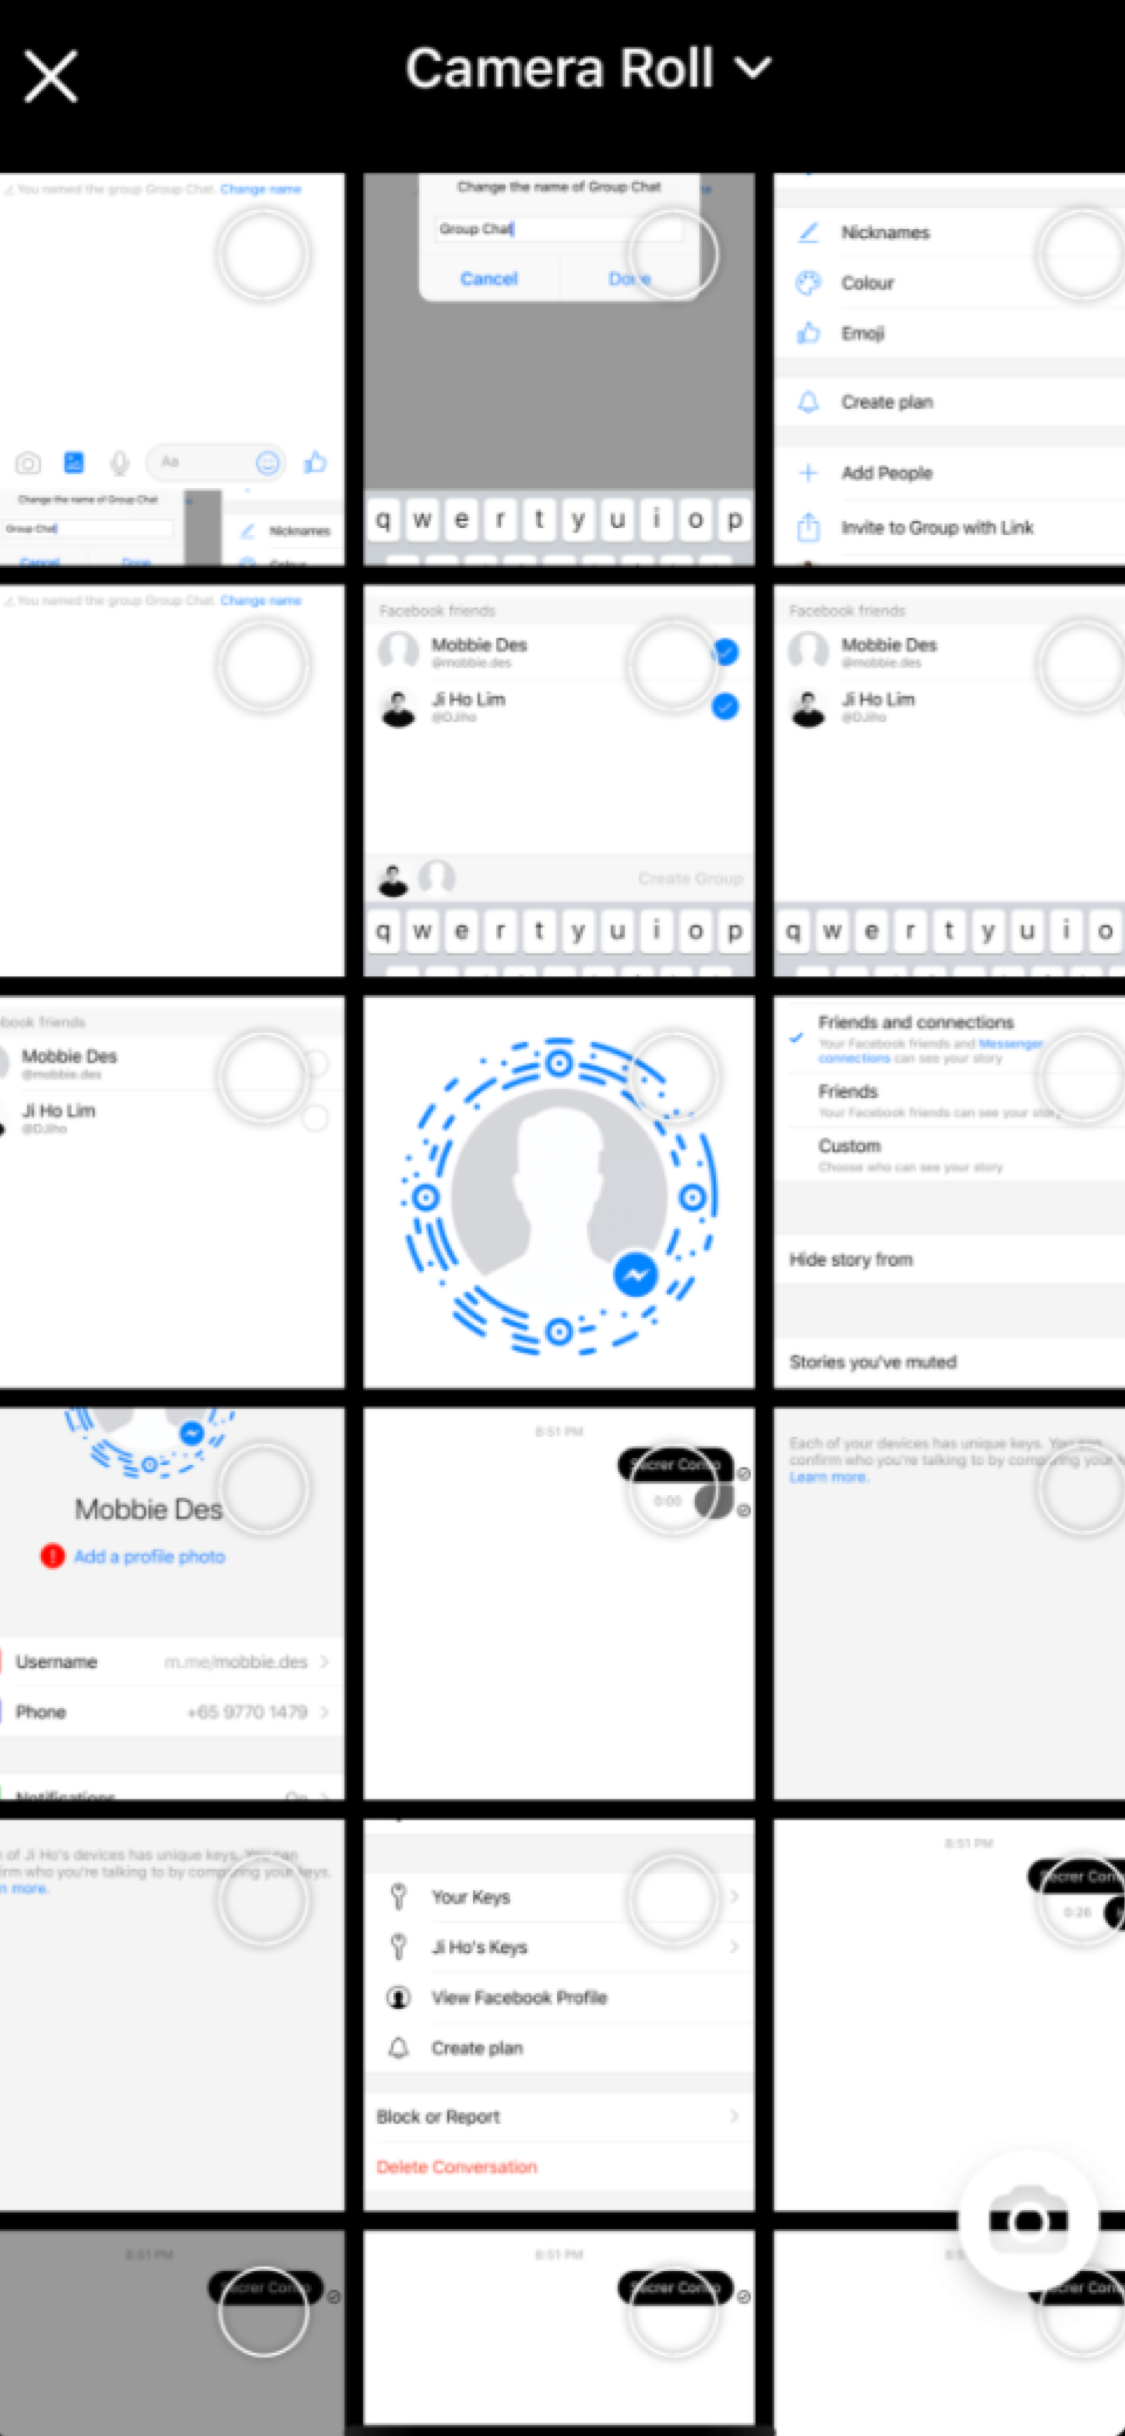 Camera Roll
You named the group Group Chat. Change name
Aa
Change the name of Group Chat
Group Chat
Cancel Done
Nicknames
Change the name of Group Chat
Group Chat
Cancel Done
q w e r t y u i o p
Nicknames
Colour
Emoji
Create plan
Add People
Invite to Group with Link
You named the group Group Chat. Change name
Facebook friends
Mobbie Des
@mobbie.des
Ji Ho Lim
@DJiho
Create Group
q w e r t y u i o p
Facebook friends
Mobbie Des
@mobbie.des
Ji Ho Lim
@DJiho
q w e r t y u i o
book friends
Mobbie Des
@mobbie.des
Ji Ho Lim
@DJiho
Friends and connections
Your Facebook friends and Messenger
connections can see your story
Friends
Your Facebook friends can see your story
Custom
Choose who can see your story
Hide story from
Stories you've muted
Mobbie Des
Add a profile photo
Username m.me/mobbie.des
Phone +65 9770 1479
Notifications On
8:51 PM
Secrer Convo
0:00
Each of your devices has unique keys. You can
confirm who you're talking to by comparing your
Learn more.
of Ji Ho's devices has unique keys. You can
irm who you're talking to by comparing your keys.
n more.
Your Keys
Ji Ho's Keys
View Facebook Profile
Create plan
Block or Report
Delete Conversation
8:51 PM
Secrer Conv
0:26
8:51 PM
Secrer Convo
8:51 PM
Secrer Convo
8:5
Secrer Conv